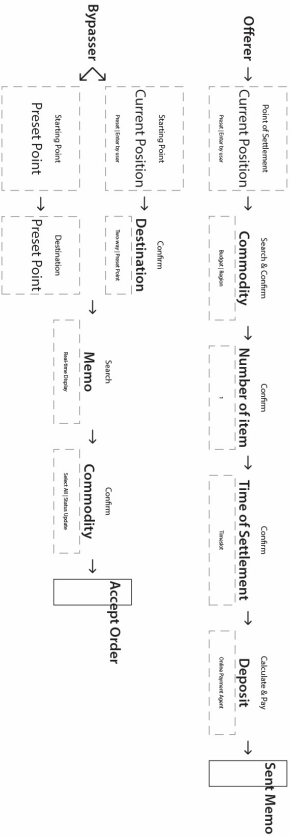 Offerer
Point of Settlement
Current Position
Preset | Enter by user
Search & Confirm
Commodity
Budget | Region
Confirm
Number of item
1
Confirm
Time of Settlement
Timeslot
Calculate & Pay
Deposit
Online Payment Agent
Sent Memo
Bypasser
Starting Point
Current Position
Preset | Enter by user
Confirm
Destination
Two way | Preset Point
Starting Point
Preset Point
Destination
Preset Point
Search
Memo
Real-time Display
Confirm
Commodity
Select All | Status Update
Accept Order